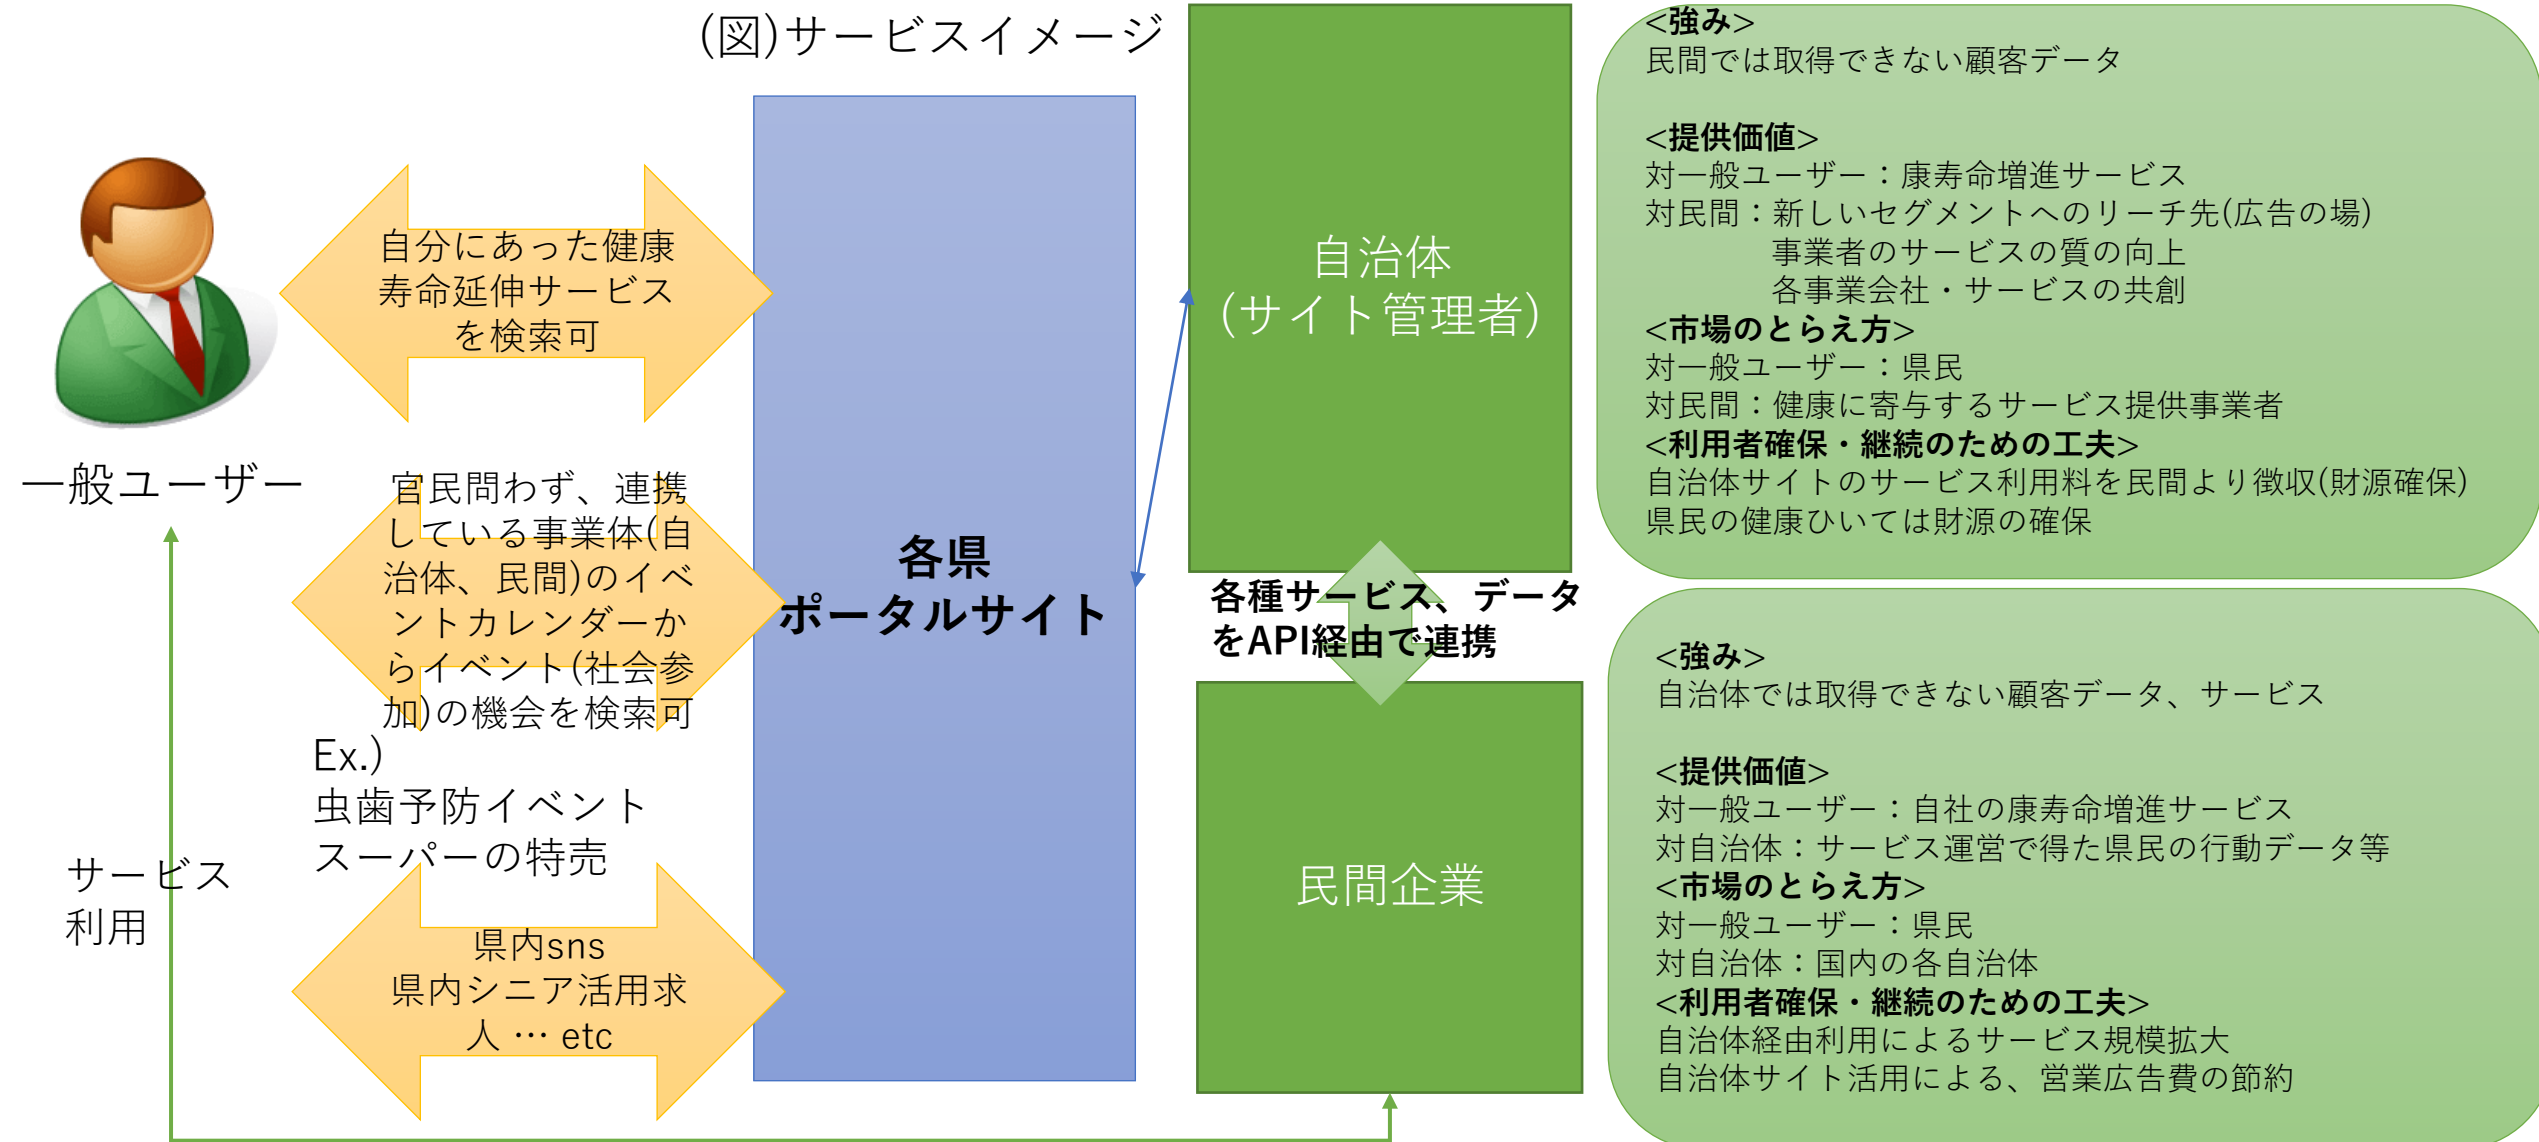 (図)サービスイメージ
一般ユーザー
自分にあった健康
寿命延伸サービス
を検索可
官民問わず、連携
している事業体(自
治体、民間)のイベ
ントカレンダーか
らイベント(社会参
加)の機会を検索可
Ex.)
虫歯予防イベント
スーパーの特売
県内sns
県内シニア活用求
人 … etc
サービス
利用
各県
ポータルサイト
自治体
(サイト管理者)
各種サービス、データ
をAPI経由で連携
民間企業
<強み>
民間では取得できない顧客データ
<提供価値>
対一般ユーザー：康寿命増進サービス
対民間：新しいセグメントへのリーチ先(広告の場)
事業者のサービスの質の向上
各事業会社・サービスの共創
<市場のとらえ方>
対一般ユーザー：県民
対民間：健康に寄与するサービス提供事業者
<利用者確保・継続のための工夫>
自治体サイトのサービス利用料を民間より徴収(財源確保)
県民の健康ひいては財源の確保
<強み>
自治体では取得できない顧客データ、サービス
<提供価値>
対一般ユーザー：自社の康寿命増進サービス
対自治体：サービス運営で得た県民の行動データ等
<市場のとらえ方>
対一般ユーザー：県民
対自治体：国内の各自治体
<利用者確保・継続のための工夫>
自治体経由利用によるサービス規模拡大
自治体サイト活用による、営業広告費の節約